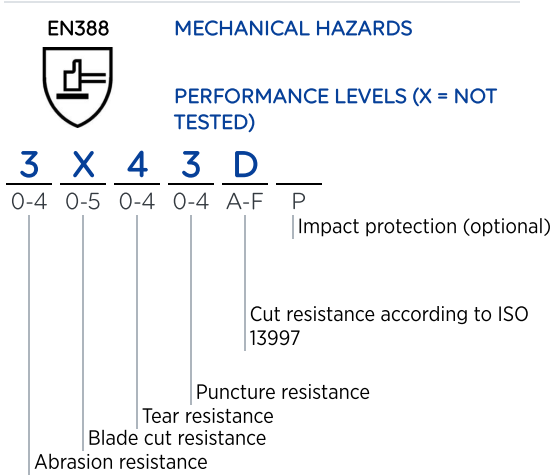 EN388
MECHANICAL HAZARDS
PERFORMANCE LEVELS (X = NOT
TESTED)
3 X 4 3 D
0-4 0-5 0-4 0-4 A-F P
Impact protection (optional)
Cut resistance according to ISO
13997
Puncture resistance
Tear resistance
Blade cut resistance
Abrasion resistance